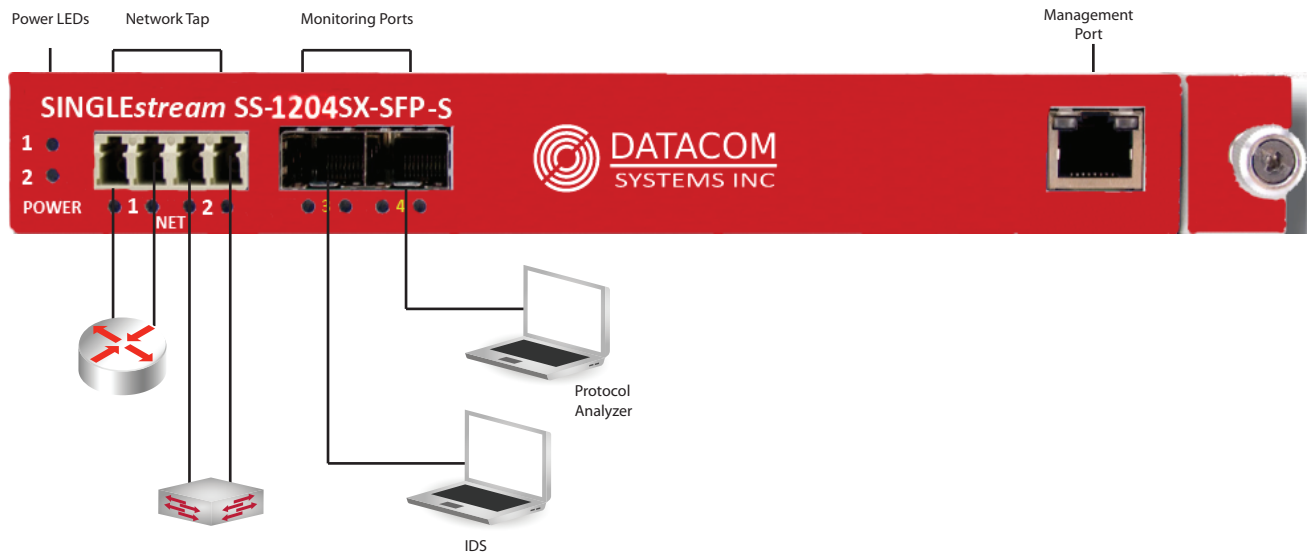 Power LEDs
Network Tap
Monitoring Ports
Management
Port
SINGLEstream SS-1204SX-SFP-S
1
2
POWER
1
2
NET
3
4
DATACOM
SYSTEMS INC
Protocol
Analyzer
IDS